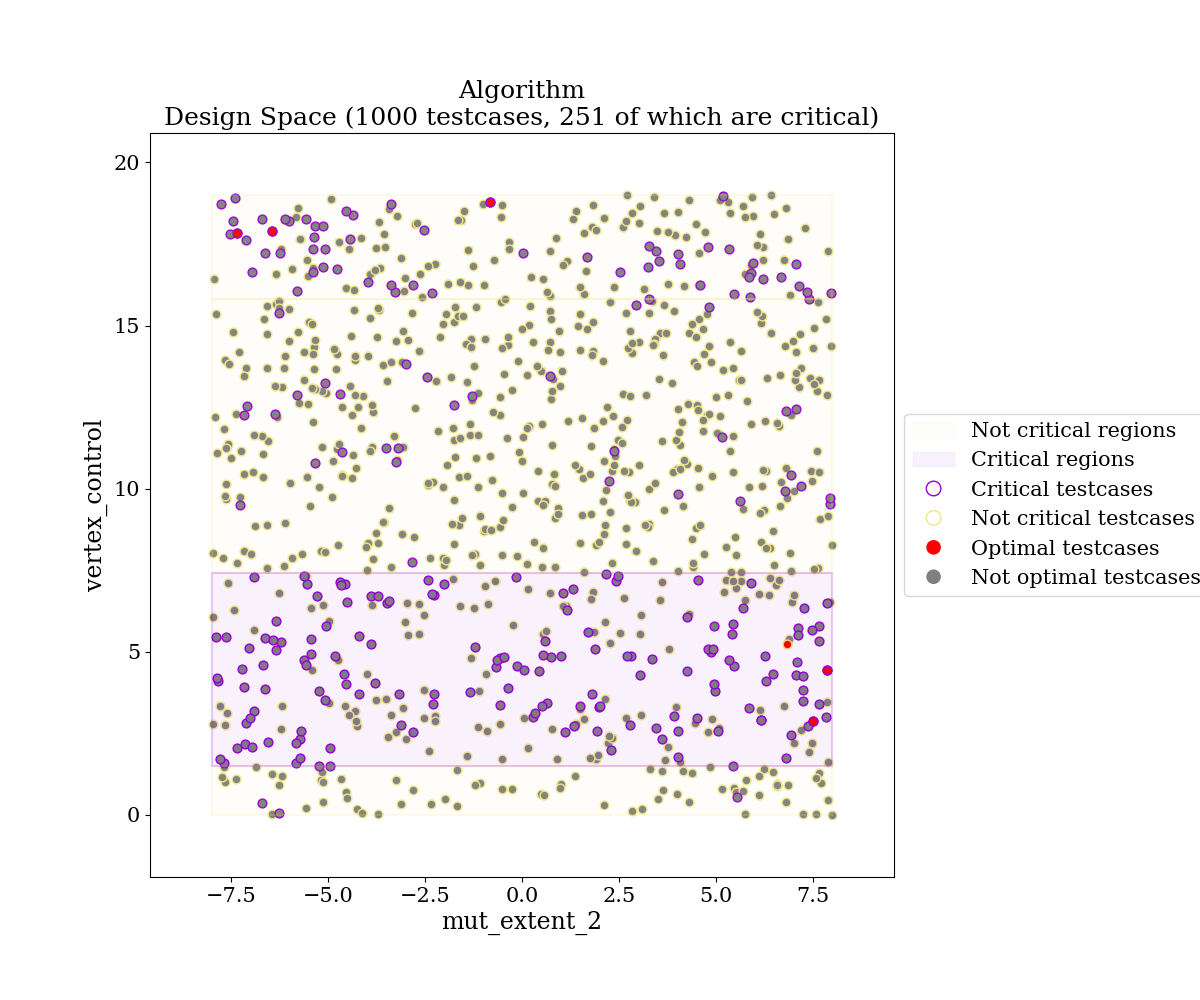 Algorithm
Design Space (1000 testcases, 251 of which are critical)
20
15
10
5
0
vertex_control
−7.5 −5.0 −2.5 0.0 2.5 5.0 7.5
mut_extent_2
Not critical regions
Critical regions
Critical testcases
Not critical testcases
Optimal testcases
Not optimal testcases